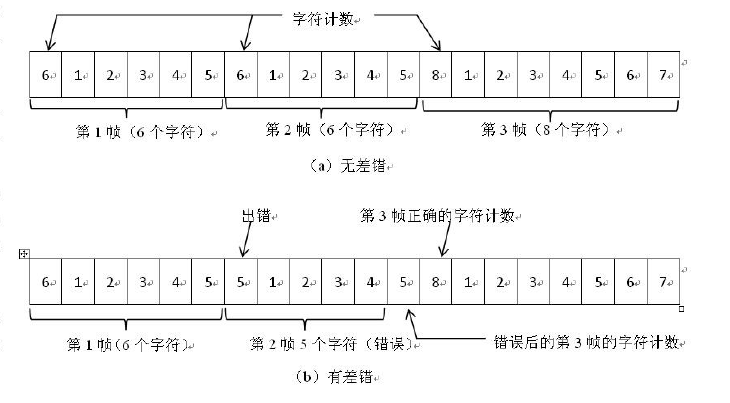 字符计数
6 1 2 3 4 5 6 1 2 3 4 5 8 1 2 3 4 5 6 7
第 1 帧（6 个字符） 第 2 帧（6 个字符） 第 3 帧（8 个字符）
（a）无差错
出错 第 3 帧正确的字符计数
6 1 2 3 4 5 5 1 2 3 4 5 8 1 2 3 4 5 6 7
第 1 帧（6 个字符） 第 2 帧 5 个字符（错误） 错误后的第 3 帧的字符计数
（b）有差错